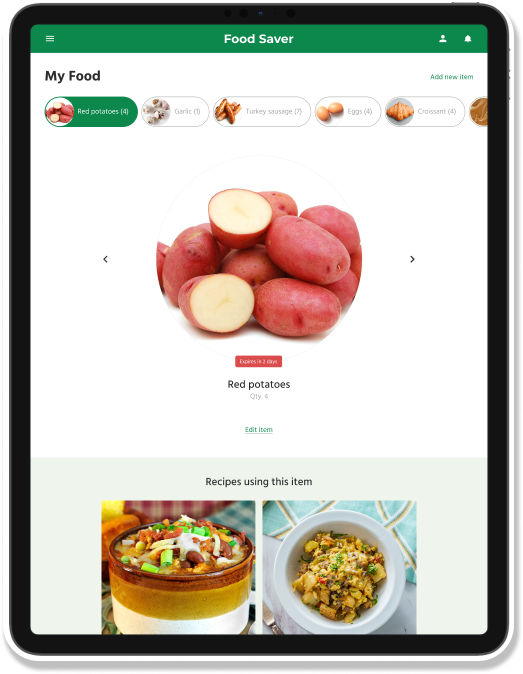 Food Saver
My Food
Add new item
Red potatoes (4)
Garlic (1)
Turkey sausage (7)
Eggs (4)
Croissant (4)
Expires in 2 days
Red potatoes
Qty. 4
Edit item
Recipes using this item